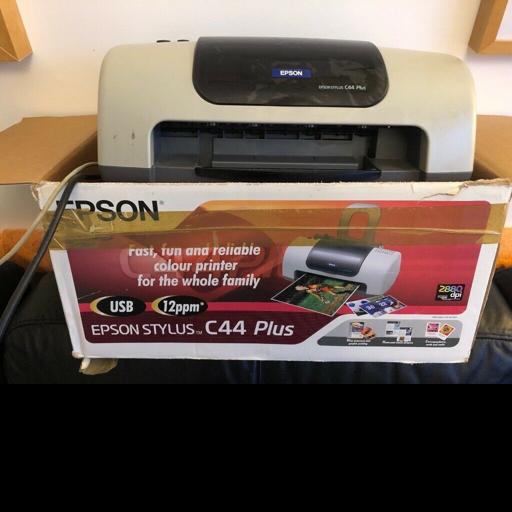 EPSON
EPSON STYLUS C44 Plus
EPSON
Fast, fun and reliable
colour printer
for the whole family
USB
12ppm*
2880
dpi
EPSON STYLUS™ C44 Plus